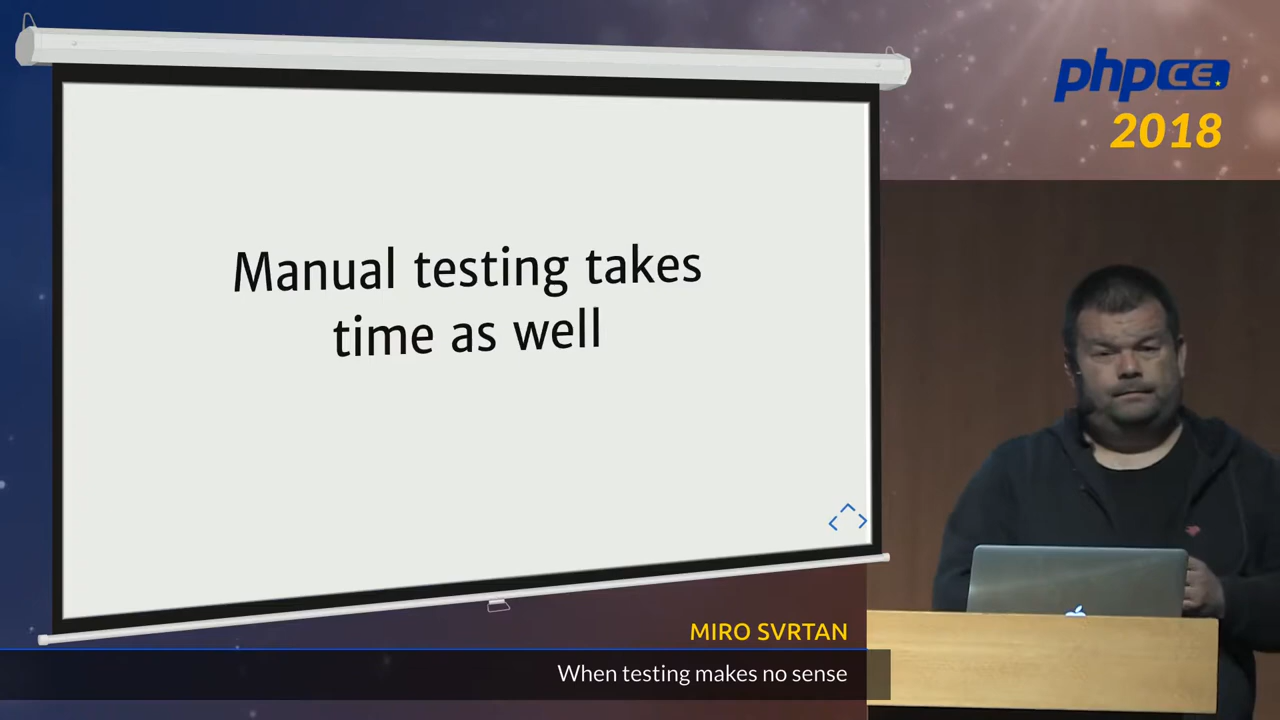 Manual testing takes
time as well
phpCE
2018
MIRO SVRTAN
When testing makes no sense